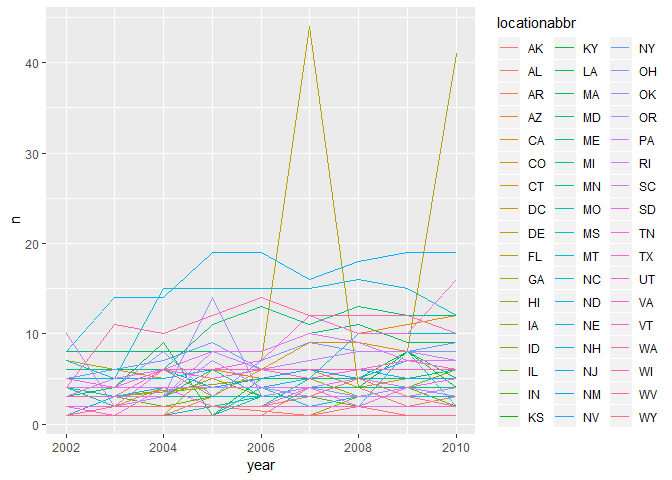 locationabbr
AK KY NY
AL LA OH
AR MA OK
AZ MD OR
CA ME PA
CO MI RI
CT MN SC
DC MO SD
DE MS TN
FL MT TX
GA NC UT
HI ND VA
IA NE VT
ID NH WA
IL NJ WI
IN NM WV
KS NV WY
n
40
30
20
10
0
2002 2004 2006 2008 2010
year